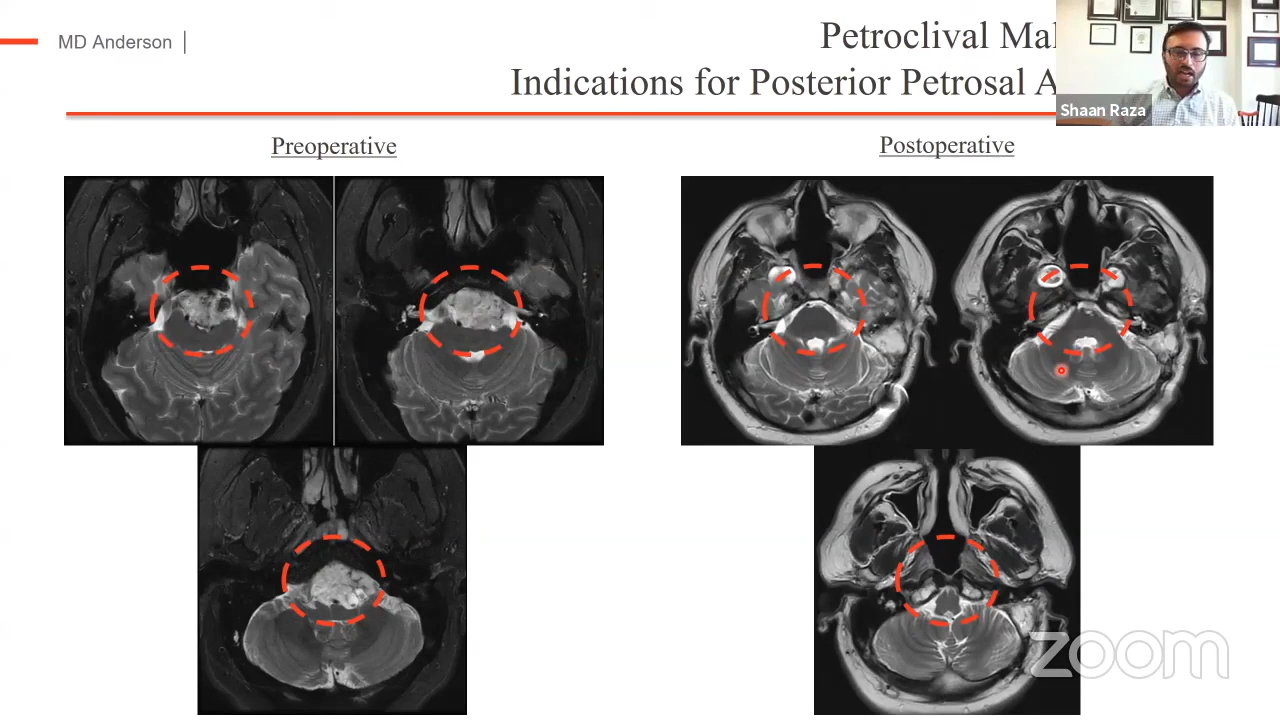 MD Anderson
Petroclival Mal
Indications for Posterior Petrosal A
Shaan Raza
Preoperative
Postoperative
zoom